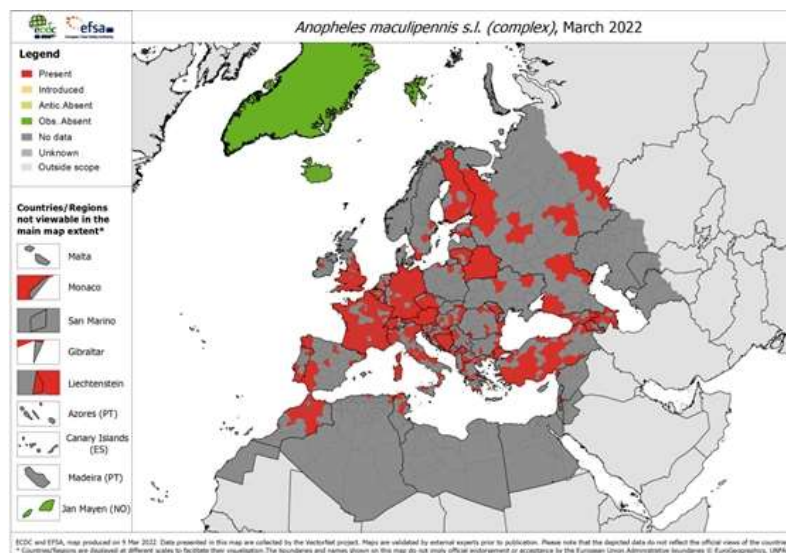 ecdc
efsa
Anopheles maculipennis s.l. (complex), March 2022
Legend
Present
Introduced
Antic. Absent
Obs. Absent
No data
Unknown
Outside scope
Countries/Regions
not viewable in the
main map extent*
Malta
Monaco
San Marino
Gibraltar
Liechtenstein
Azores (PT)
Canary Islands
(ES)
Madeira (PT)
Jan Mayen (NO)
ECDC and EFSA, map produced on 9 Mar 2022. Data presented in this map are collected by the VectorNet project. Maps are validated by external experts prior to publication. Please note that the depicted data do not reflect the official views of the countries
* Countries/Regions are displayed at different scales to facilitate their visualisation. The boundaries and names shown on this map do not imply official endorsement or acceptance by the European Union. Administrative boundaries